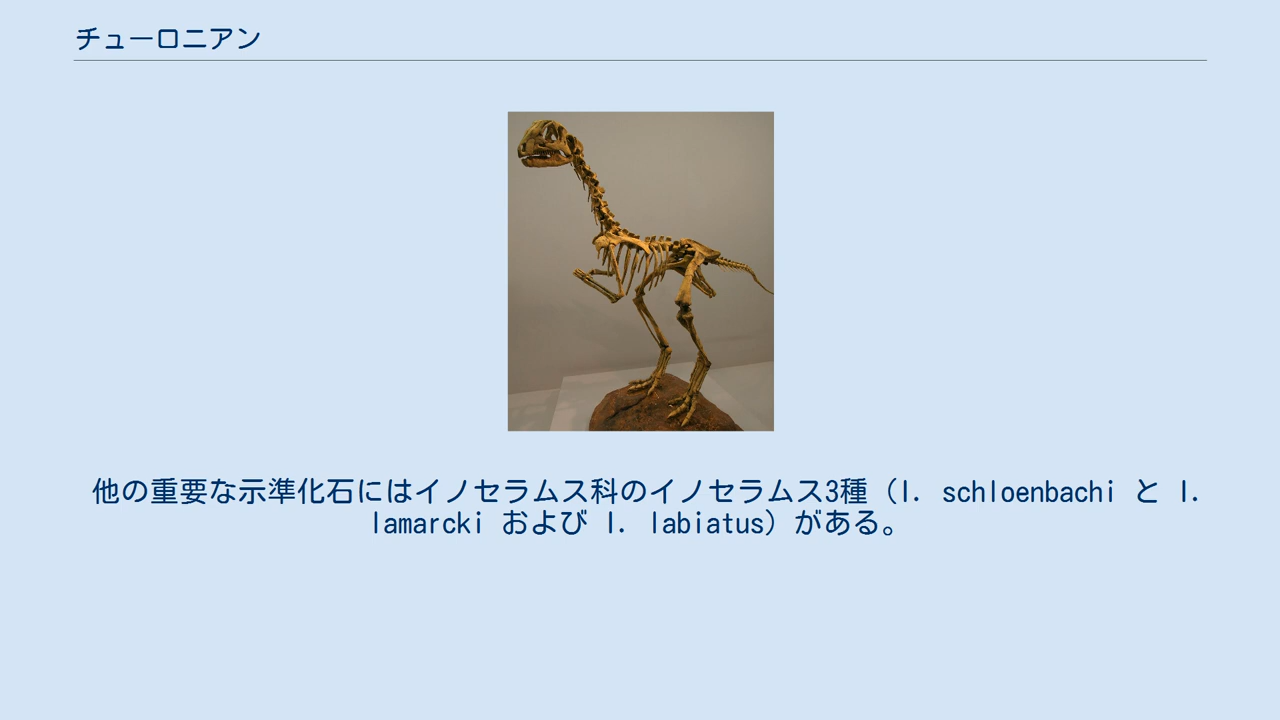 チューロニアン
他の重要な示準化石にはイノセラムス科のイノセラムス3種（I. schloenbachi と I.
lamarcki および I. labiatus）がある。